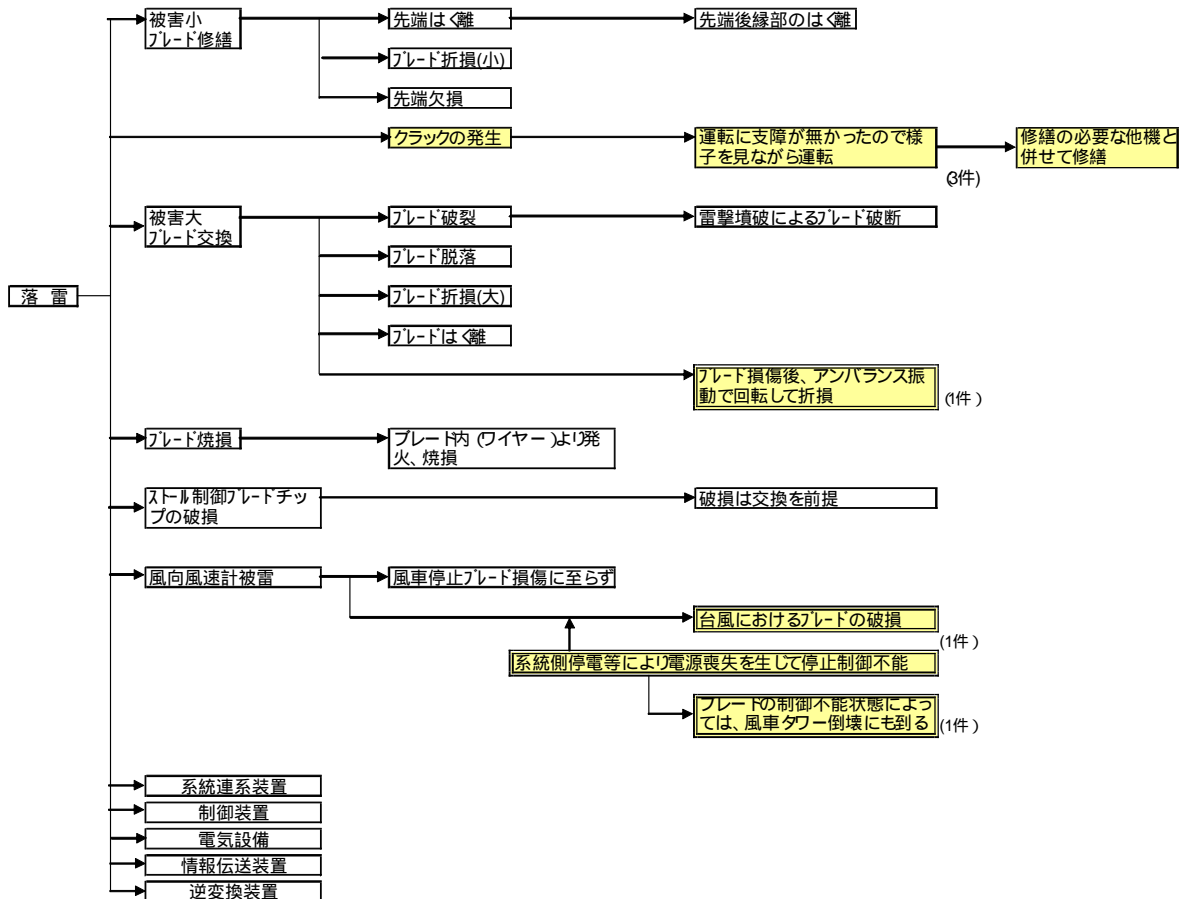 被害小
ブレード修繕
先端はく離
先端後縁部のはく離
ブレード折損(小)
先端欠損
クラックの発生
運転に支障が無かったので様
子を見ながら運転
(3件)
修繕の必要な他機と
併せて修繕
被害大
ブレード交換
ブレード破裂
雷撃墳破によるブレード破断
ブレード脱落
落 雷
ブレード折損(大)
ブレードはく離
ブレード損傷後、アンバランス振
動で回転して折損
(1件)
ブレード焼損
ブレード内(ワイヤー)より発
火、焼損
ストール制御ブレードチッ
プの破損
破損は交換を前提
風向風速計被雷
風車停止ブレード損傷に至らず
台風におけるブレードの破損
(1件)
系統側停電等により電源喪失を生して停止制御不能
ブレードの制御不能状態によっ
ては、風車タワー倒壊にも到る
(1件)
系統連系装置
制御装置
電気設備
情報伝送装置
逆変換装置